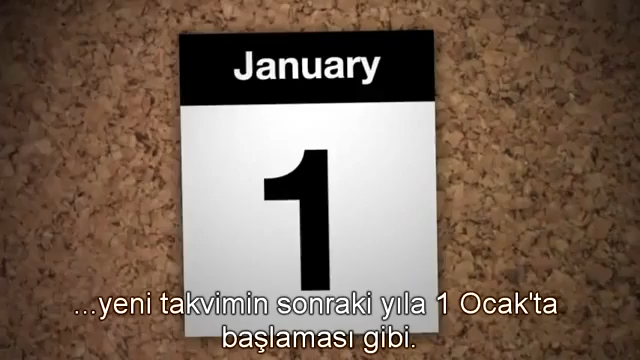 January
1
...yeni takvimin sonraki yıla 1 Ocak'ta
başlaması gibi.